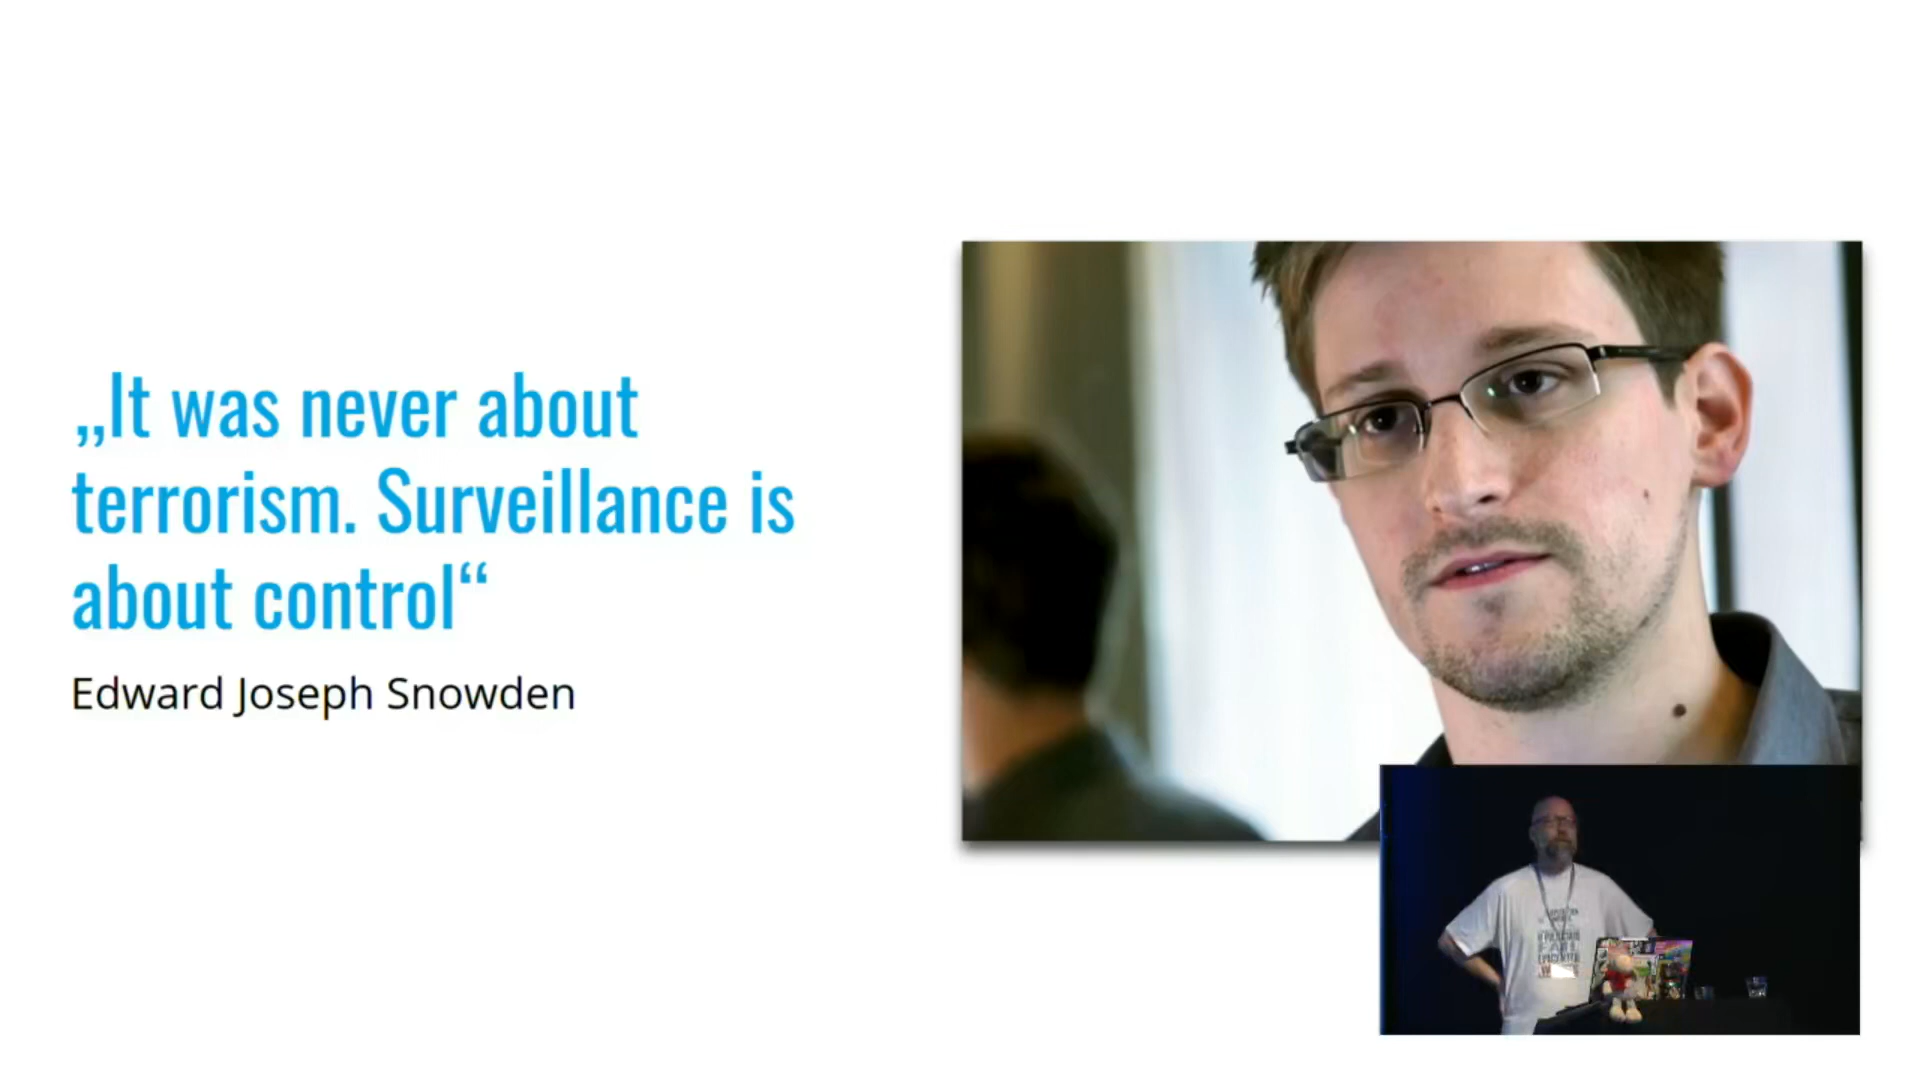 „It was never about
terrorism. Surveillance is
about control“
Edward Joseph Snowden